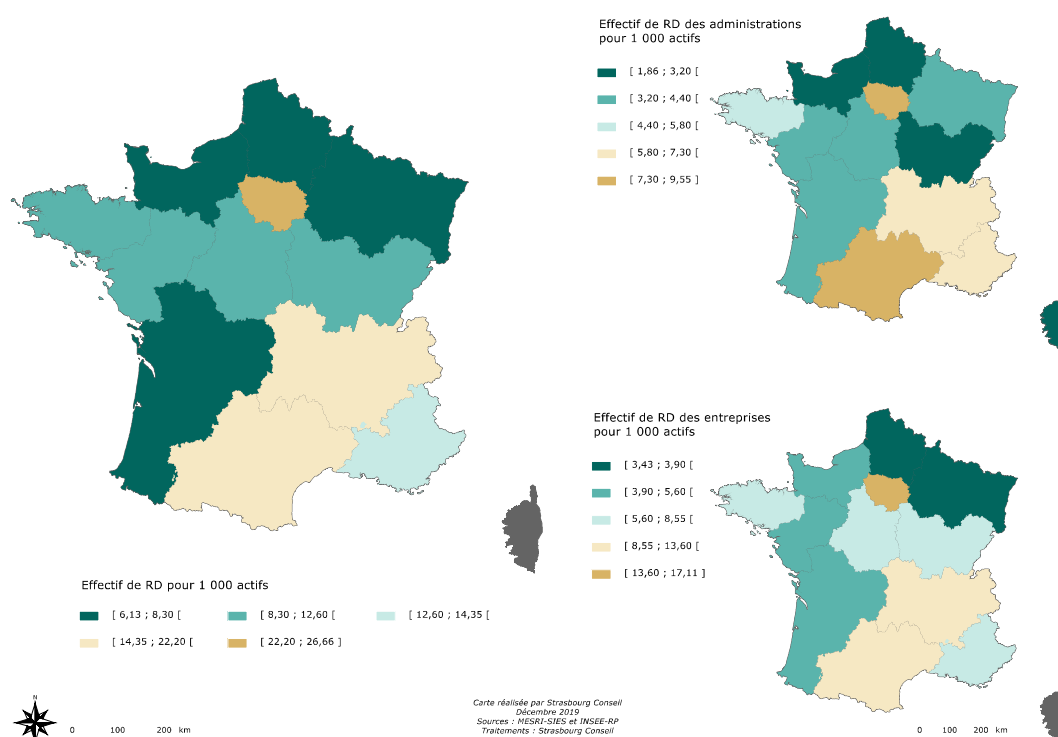 Effectif de RD des administrations
pour 1 000 actifs
[ 1,86 ; 3,20 [
[ 3,20 ; 4,40 [
[ 4,40 ; 5,80 [
[ 5,80 ; 7,30 [
[ 7,30 ; 9,55 ]
Effectif de RD des entreprises
pour 1 000 actifs
[ 3,43 ; 3,90 [
[ 3,90 ; 5,60 [
[ 5,60 ; 8,55 [
[ 8,55 ; 13,60 [
[ 13,60 ; 17,11 ]
Effectif de RD pour 1 000 actifs
[ 6,13 ; 8,30 [ [ 8,30 ; 12,60 [ [ 12,60 ; 14,35 [
[ 14,35 ; 22,20 [ [ 22,20 ; 26,66 ]
N
0 100 200 km
Carte réalisée par Strasbourg Conseil
Décembre 2019
Sources : MESRI-SIES et INSEE-RP
Traitements : Strasbourg Conseil
0 100 200 km